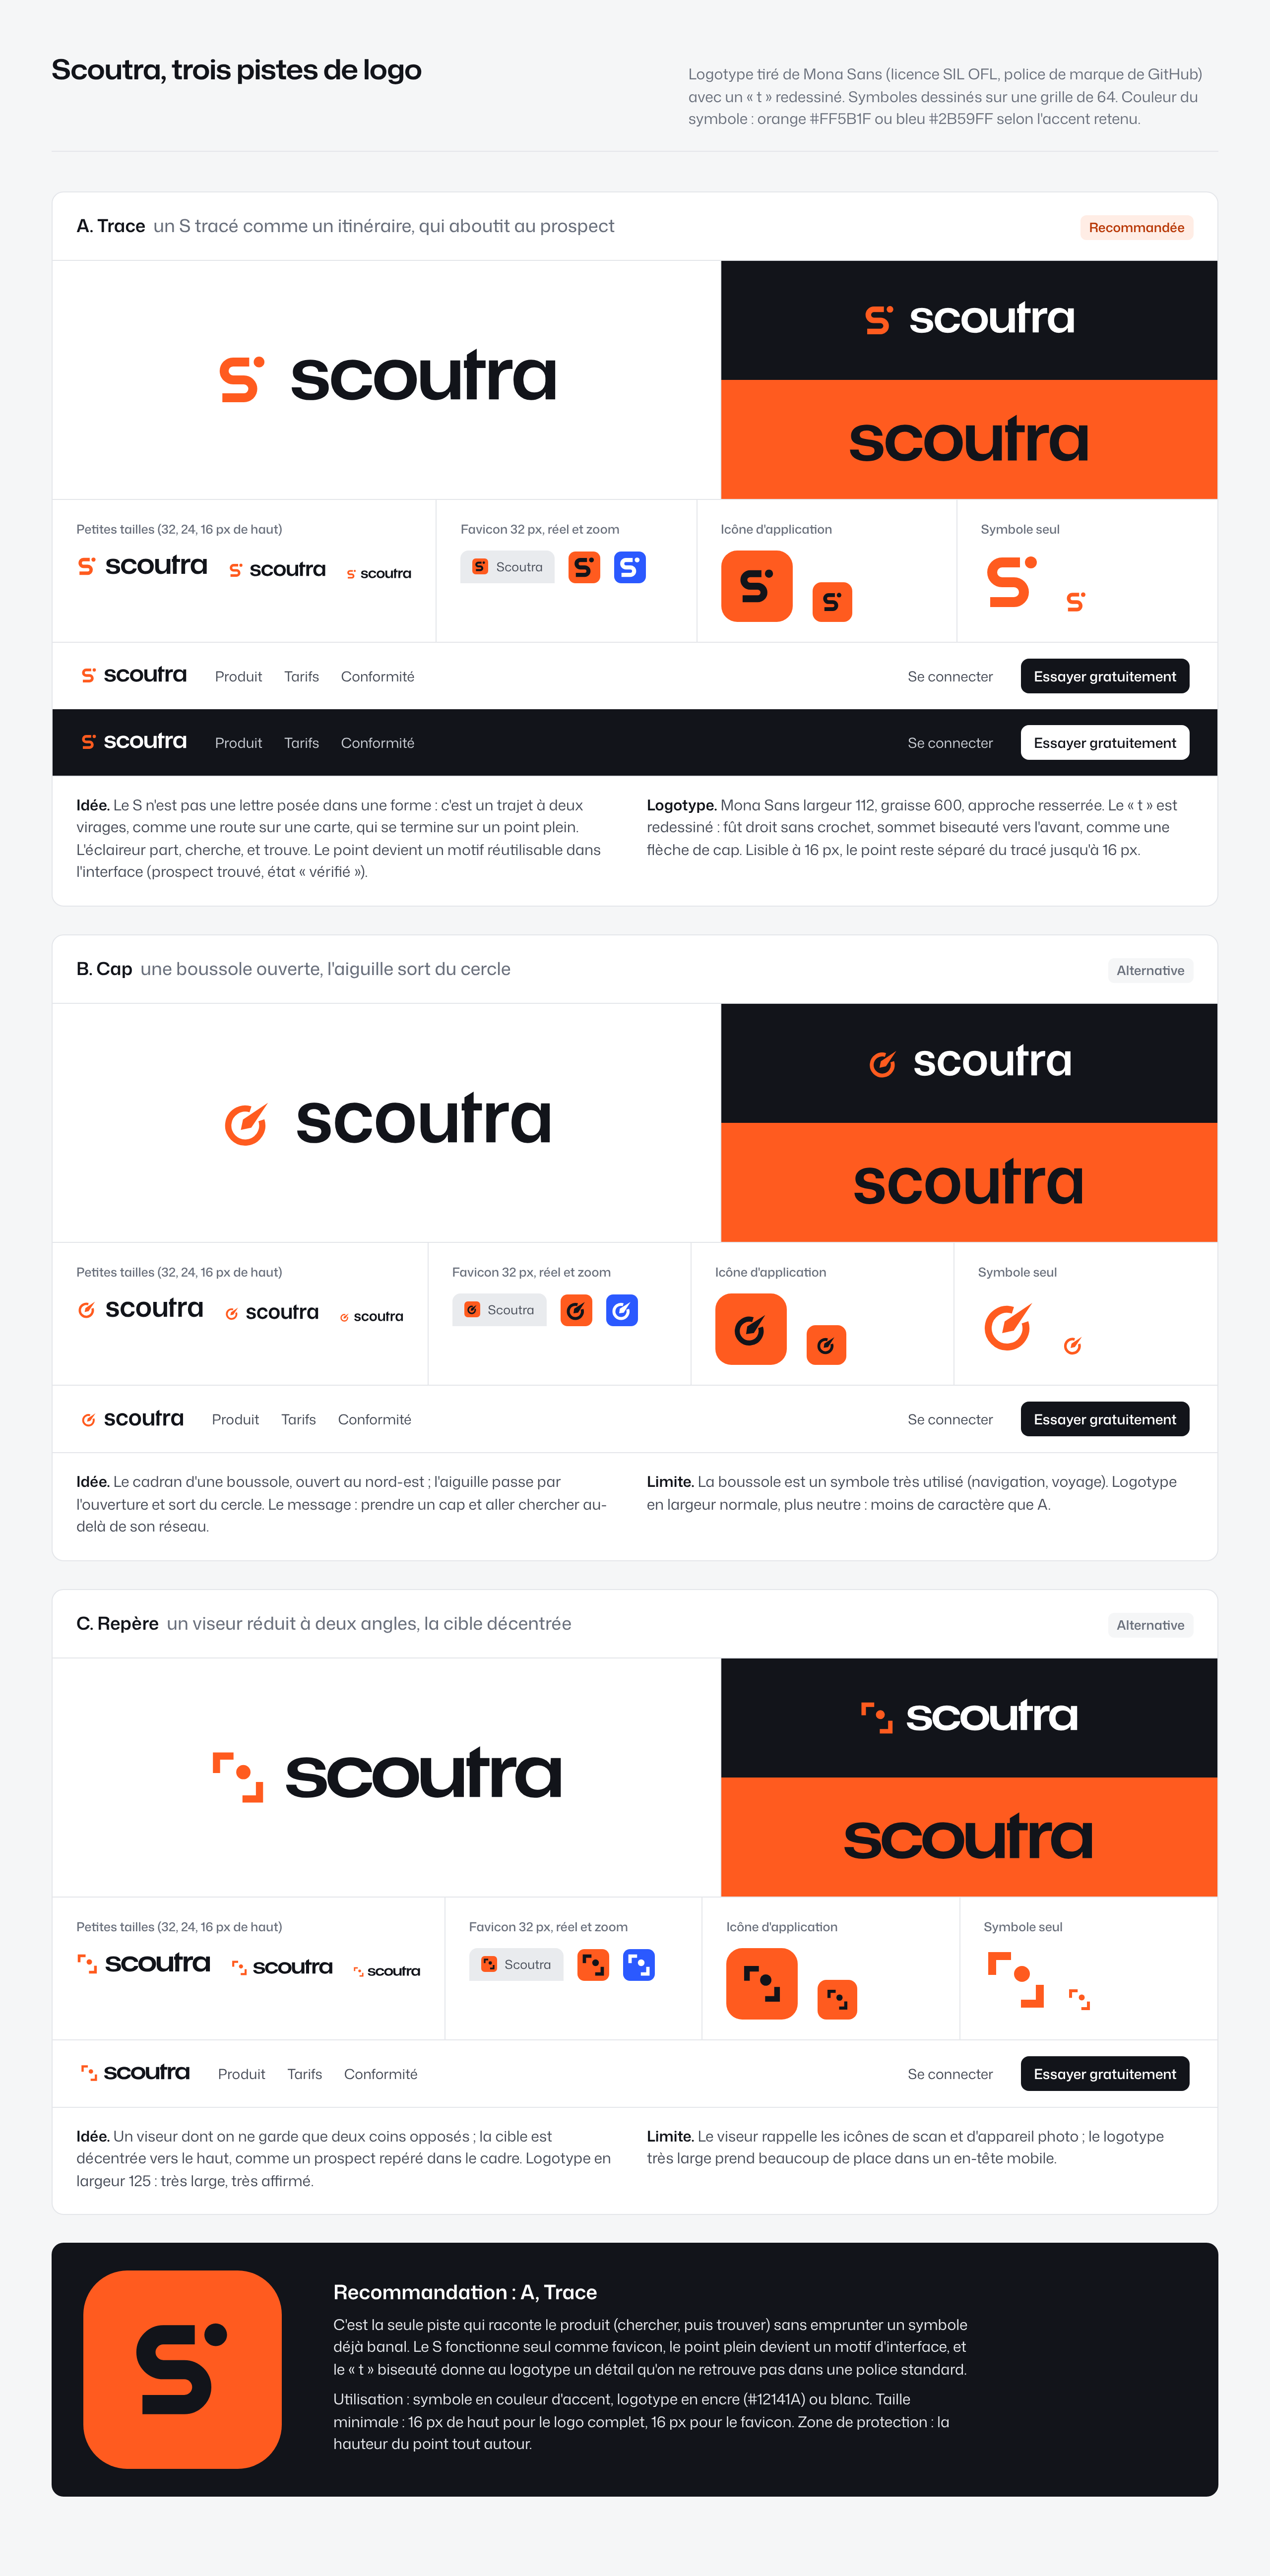 Scoutra, trois pistes de logo
Logotype tiré de Mona Sans (licence SIL OFL, police de marque de GitHub)
avec un « t » redessiné. Symboles dessinés sur une grille de 64. Couleur du
symbole : orange #FF5B1F ou bleu #2B59FF selon l'accent retenu.
A. Trace un S tracé comme un itinéraire, qui aboutit au prospect
Recommandée
S scoutra
S scoutra
scoutra
Petites tailles (32, 24, 16 px de haut)
S scoutra S scoutra S scoutra
Favicon 32 px, réel et zoom
S Scoutra S S
Icône d'application
S S
Symbole seul
S S
S scoutra Produit Tarifs Conformité Se connecter Essayer gratuitement
S scoutra Produit Tarifs Conformité Se connecter Essayer gratuitement
Idée. Le S n'est pas une lettre posée dans une forme : c'est un trajet à deux
virages, comme une route sur une carte, qui se termine sur un point plein.
L'éclaireur part, cherche, et trouve. Le point devient un motif réutilisable dans
l'interface (prospect trouvé, état « vérifié »).
Logotype. Mona Sans largeur 112, graisse 600, approche resserrée. Le « t » est
redessiné : fût droit sans crochet, sommet biseauté vers l'avant, comme une
flèche de cap. Lisible à 16 px, le point reste séparé du tracé jusqu'à 16 px.
B. Cap une boussole ouverte, l'aiguille sort du cercle
Alternative
scoutra
scoutra
scoutra
Petites tailles (32, 24, 16 px de haut)
scoutra scoutra scoutra
Favicon 32 px, réel et zoom
Scoutra
Icône d'application
Symbole seul
scoutra Produit Tarifs Conformité Se connecter Essayer gratuitement
Idée. Le cadran d'une boussole, ouvert au nord-est ; l'aiguille passe par
l'ouverture et sort du cercle. Le message : prendre un cap et aller chercher au-
delà de son réseau.
Limite. La boussole est un symbole très utilisé (navigation, voyage). Logotype
en largeur normale, plus neutre : moins de caractère que A.
C. Repère un viseur réduit à deux angles, la cible décentrée
Alternative
scoutra
scoutra
scoutra
Petites tailles (32, 24, 16 px de haut)
scoutra scoutra scoutra
Favicon 32 px, réel et zoom
Scoutra
Icône d'application
Symbole seul
scoutra Produit Tarifs Conformité Se connecter Essayer gratuitement
Idée. Un viseur dont on ne garde que deux coins opposés ; la cible est
décentrée vers le haut, comme un prospect repéré dans le cadre. Logotype en
largeur 125 : très large, très affirmé.
Limite. Le viseur rappelle les icônes de scan et d'appareil photo ; le logotype
très large prend beaucoup de place dans un en-tête mobile.
S
Recommandation : A, Trace
C'est la seule piste qui raconte le produit (chercher, puis trouver) sans emprunter un symbole
déjà banal. Le S fonctionne seul comme favicon, le point plein devient un motif d'interface, et
le « t » biseauté donne au logotype un détail qu'on ne retrouve pas dans une police standard.
Utilisation : symbole en couleur d'accent, logotype en encre (#12141A) ou blanc. Taille
minimale : 16 px de haut pour le logo complet, 16 px pour le favicon. Zone de protection : la
hauteur du point tout autour.